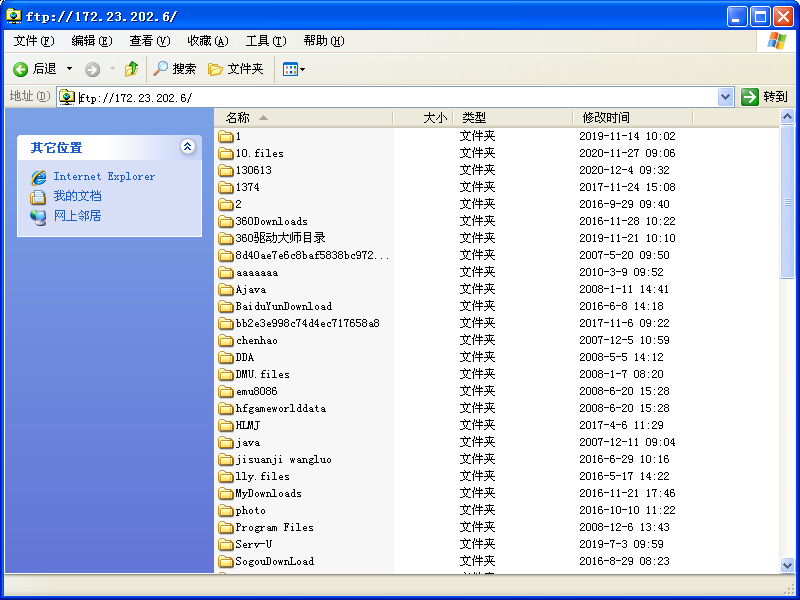 ftp://172.23.202.6/
文件(F) 编辑(E) 查看(V) 收藏(A) 工具(T) 帮助(H)
后退 搜索 文件夹
地址(D) ftp://172.23.202.6/ 转到
其它位置
Internet Explorer
我的文档
网上邻居
名称 大小 类型 修改时间
1 文件夹 2019-11-14 10:02
10.files 文件夹 2020-11-27 09:06
130613 文件夹 2020-12-4 09:32
1374 文件夹 2017-11-24 15:08
2 文件夹 2016-9-29 09:40
360Downloads 文件夹 2016-11-28 10:22
360驱动大师目录 文件夹 2019-11-21 10:10
8d40ae7e6c8baf5838bc972... 文件夹 2007-5-20 09:50
aaaaaaa 文件夹 2010-3-9 09:52
Ajava 文件夹 2008-1-11 14:41
BaiduYunDownload 文件夹 2016-6-8 14:18
bb2e3e998c74d4ec717658a8 文件夹 2017-11-6 09:22
chenhao 文件夹 2007-12-5 10:59
DDA 文件夹 2008-5-5 14:12
DMU.files 文件夹 2008-1-7 08:20
emu8086 文件夹 2008-6-20 15:28
hfgameworlddata 文件夹 2008-6-20 15:28
HLMJ 文件夹 2017-4-6 11:29
java 文件夹 2007-12-11 09:04
jisuanji wangluo 文件夹 2016-6-29 10:16
lly.files 文件夹 2016-5-17 14:22
MyDownloads 文件夹 2016-11-21 17:46
photo 文件夹 2016-10-10 11:22
Program Files 文件夹 2008-12-6 13:43
Serv-U 文件夹 2019-7-3 09:59
SogouDownLoad 文件夹 2016-8-29 08:23